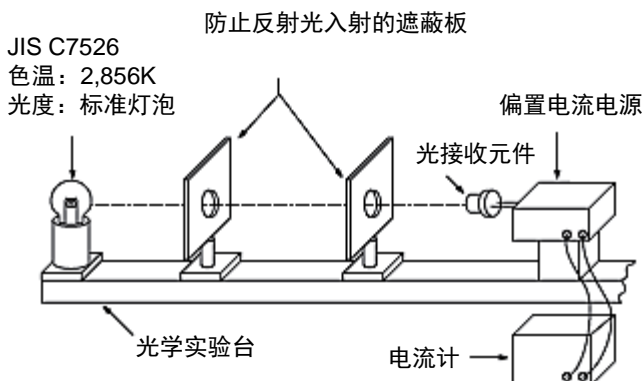 防止反射光入射的遮蔽板
JIS C7526
色温：2,856K
光度：标准灯泡
偏置电流电源
光接收元件
光学实验台
电流计